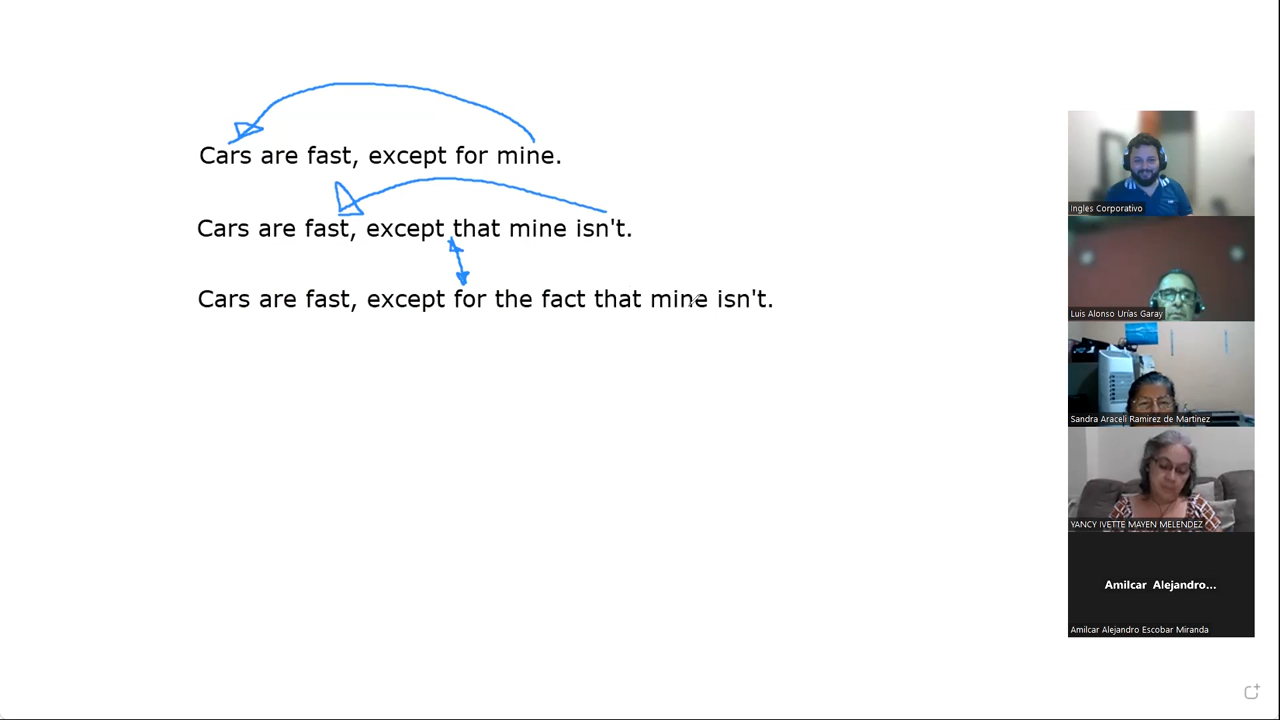 Cars are fast, except for mine.
Cars are fast, except that mine isn't.
Cars are fast, except for the fact that mine isn't.
Ingles Corporativo
Luis Alonso Urías Garay
Sandra Araceli Ramirez de Martinez
YANCY IVETTE MAYEN MELENDEZ
Amilcar Alejandro...
Amilcar Alejandro Escobar Miranda